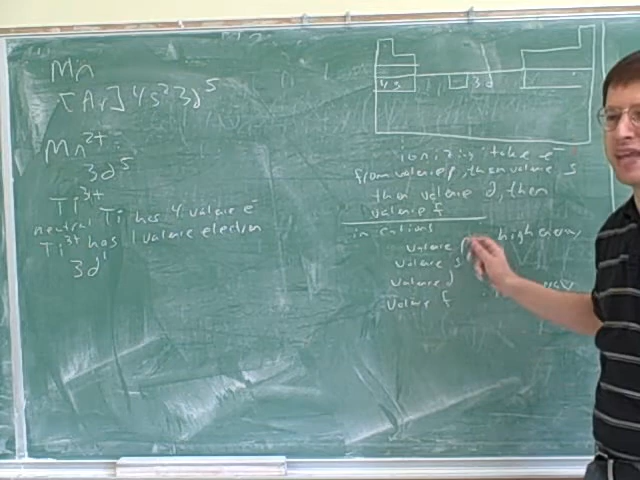 Mn
[Ar] 4s² 3d⁵
Mn²⁺:
3d⁵
Ti³⁺
neutral Ti has 4 valence e⁻
Ti³⁺ has 1 valence electron
3d¹
4s 3d
take e⁻
from valence p, then valence s
then valence d, then
valence f
in cations
valence p high energy
valence s
valence d
valence f